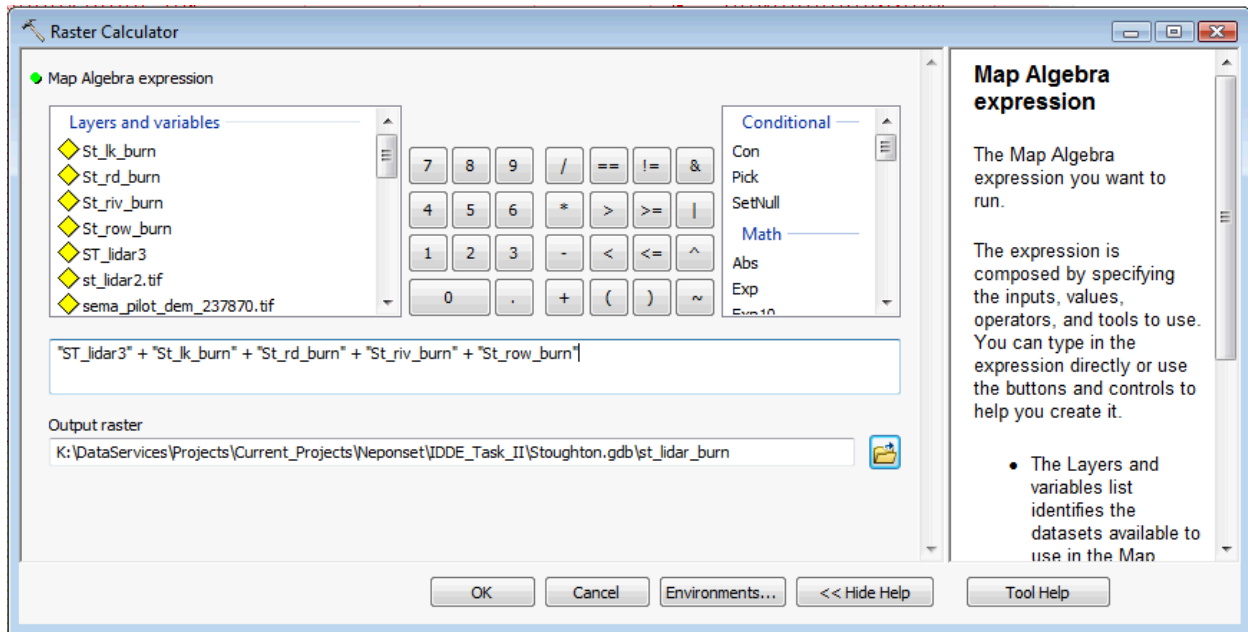 Raster Calculator
Map Algebra expression
Layers and variables
St_lk_burn
St_rd_burn
St_riv_burn
St_row_burn
ST_lidar3
st_lidar2.tif
sema_pilot_dem_237870.tif
7 8 9 / == != &
4 5 6 * > >= |
1 2 3 - < <= ^
0 . + ( ) ~
Conditional
Con
Pick
SetNull
Math
Abs
Exp
Exp10
"ST_lidar3" + "St_lk_burn" + "St_rd_burn" + "St_riv_burn" + "St_row_burn"
Output raster
K:\DataServices\Projects\Current_Projects\Neponset\IDDE_Task_II\Stoughton.gdb\st_lidar_burn
OK Cancel Environments... << Hide Help Tool Help
Map Algebra
expression
The Map Algebra
expression you want to
run.
The expression is
composed by specifying
the inputs, values,
operators, and tools to use.
You can type in the
expression directly or use
the buttons and controls to
help you create it.
• The Layers and
variables list
identifies the
datasets available to
use in the Map